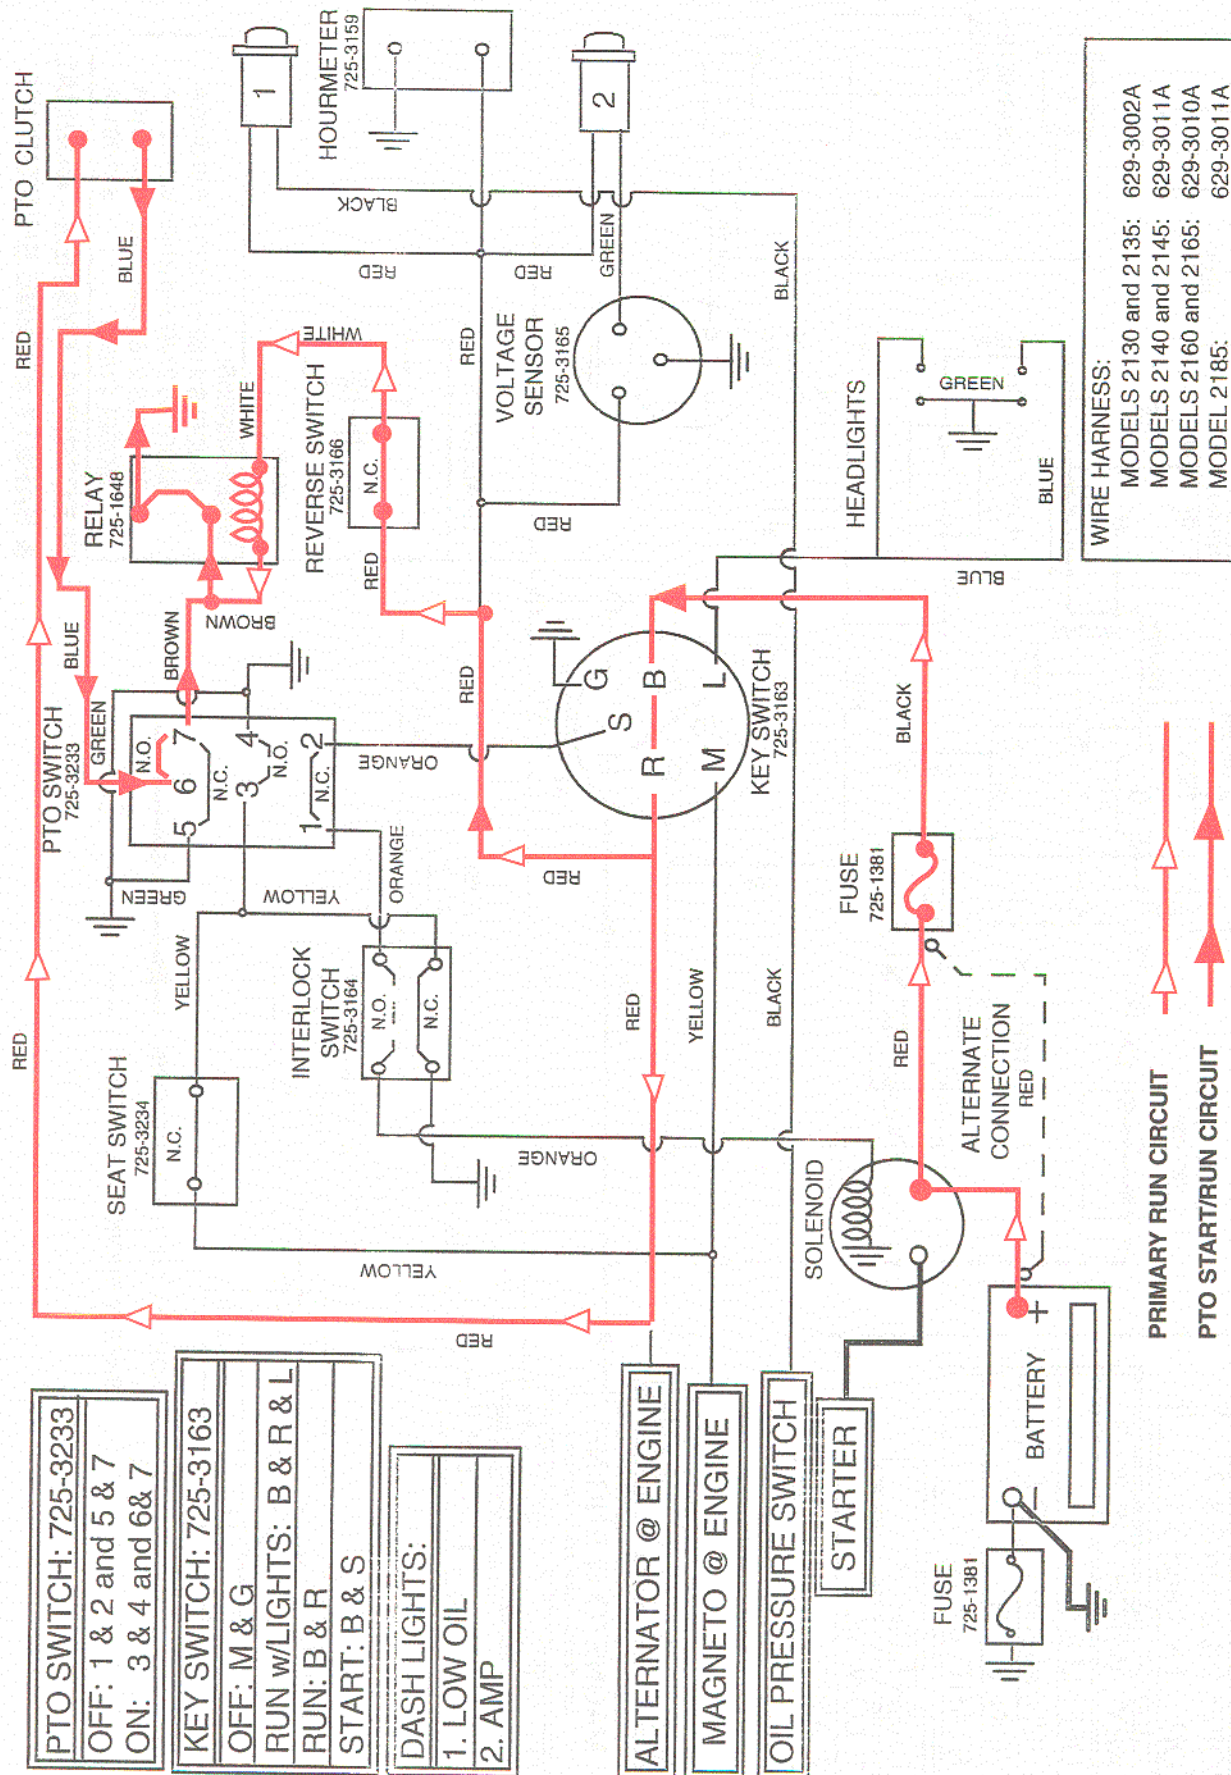 PTO SWITCH: 725-3233
OFF: 1 & 2 and 5 & 7
ON: 3 & 4 and 6& 7
KEY SWITCH: 725-3163
OFF: M & G
RUN w/LIGHTS: B & R & L
RUN: B & R
START: B & S
DASH LIGHTS:
1. LOW OIL
2. AMP
ALTERNATOR @ ENGINE
MAGNETO @ ENGINE
OIL PRESSURE SWITCH
STARTER
FUSE
725-1381
BATTERY
+
–
RED
RED
RED
PTO CLUTCH
BLUE
BLUE
GREEN
PTO SWITCH
725-3233
N.O.
5 6 7
N.C.
3 4
N.O.
1 2
N.C.
GREEN
BROWN
BROWN
RELAY
725-1648
WHITE
WHITE
REVERSE SWITCH
725-3166
N.C.
RED
SEAT SWITCH
725-3234
N.C.
YELLOW
YELLOW
YELLOW
INTERLOCK
SWITCH
725-3164
N.O.
N.C.
ORANGE
ORANGE
ORANGE
1
HOURMETER
725-3159
2
BLACK
RED
RED
RED
GREEN
VOLTAGE
SENSOR
725-3165
RED
RED
RED
G
S
B
R
L
M
KEY SWITCH
725-3163
RED
YELLOW
BLACK
BLACK
HEADLIGHTS
GREEN
BLUE
BLUE
SOLENOID
RED
FUSE
725-1381
BLACK
ALTERNATE
CONNECTION
RED
WIRE HARNESS:
MODELS 2130 and 2135: 629-3002A
MODELS 2140 and 2145: 629-3011A
MODELS 2160 and 2165: 629-3010A
MODEL 2185: 629-3011A
PRIMARY RUN CIRCUIT
PTO START/RUN CIRCUIT